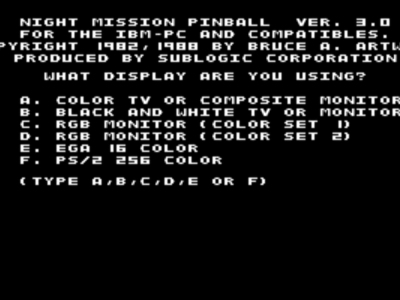 NIGHT MISSION PINBALL VER. 3.0
FOR THE IBM-PC AND COMPATIBLES.
PYRIGHT 1982,1988 BY BRUCE A. ARTW
PRODUCED BY SUBLOGIC CORPORATION
WHAT DISPLAY ARE YOU USING?
A. COLOR TV OR COMPOSITE MONITOR
B. BLACK AND WHITE TV OR MONITOR
C. RGB MONITOR (COLOR SET 1)
D. RGB MONITOR (COLOR SET 2)
E. EGA 16 COLOR
F. PS/2 256 COLOR
(TYPE A,B,C,D,E OR F)